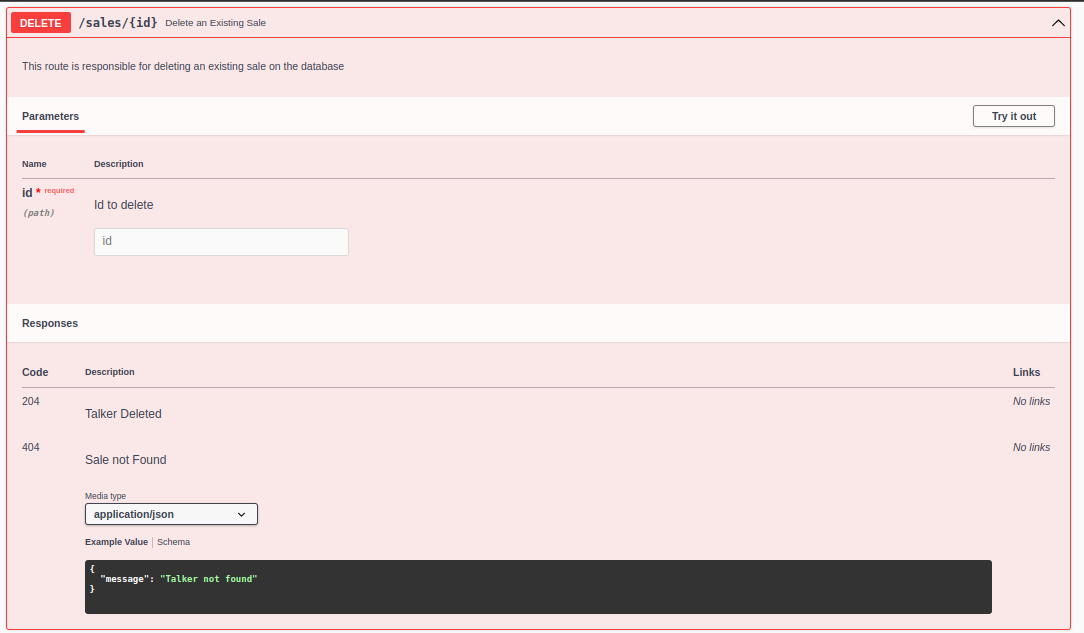 DELETE /sales/{id} Delete an Existing Sale
This route is responsible for deleting an existing sale on the database
Parameters Try it out
Name Description
id * required
(path)
Id to delete
id
Responses
Code Description Links
204 No links
Talker Deleted
404 No links
Sale not Found
Media type
application/json
Example Value Schema
{
"message": "Talker not found"
}